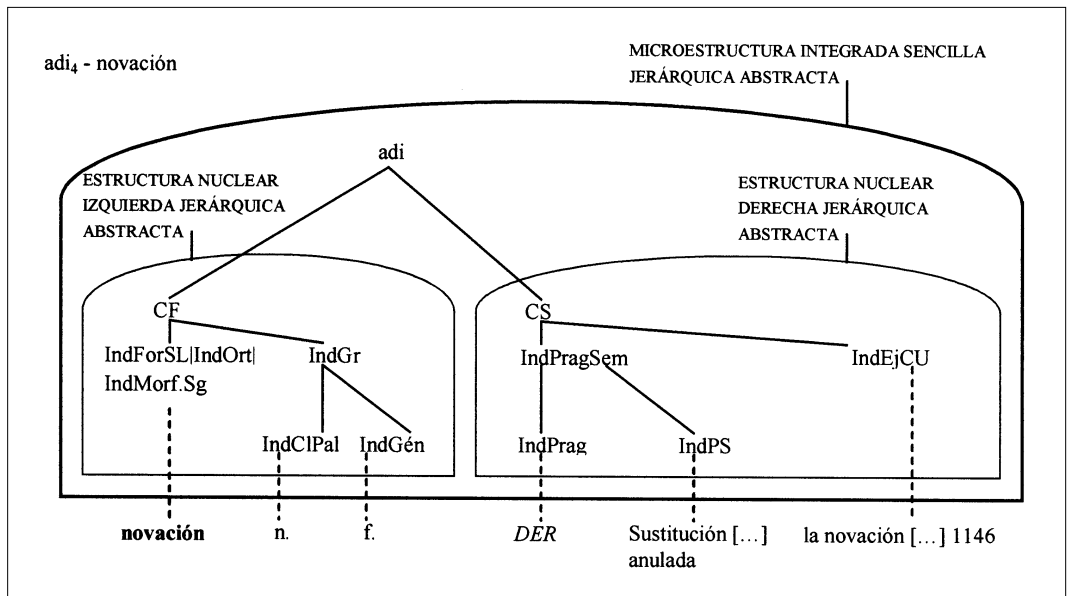 adi₄ - novación
MICROESTRUCTURA INTEGRADA SENCILLA
JERÁRQUICA ABSTRACTA
adi
ESTRUCTURA NUCLEAR
IZQUIERDA JERÁRQUICA
ABSTRACTA
ESTRUCTURA NUCLEAR
DERECHA JERÁRQUICA
ABSTRACTA
CF
CS
IndForSL|IndOrt|
IndMorf.Sg
IndGr
IndPragSem
IndEjCU
IndClPal
IndGén
IndPrag
IndPS
novación
n.
f.
DER
Sustitución [...]
anulada
la novación [...] 1146